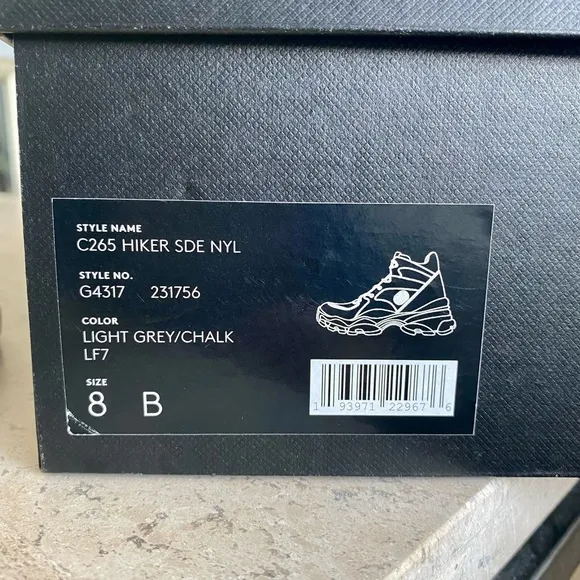 STYLE NAME
C265 HIKER SDE NYL
STYLE NO.
G4317 231756
COLOR
LIGHT GREY/CHALK
LF7
SIZE
8 B
1 93971 22967 6